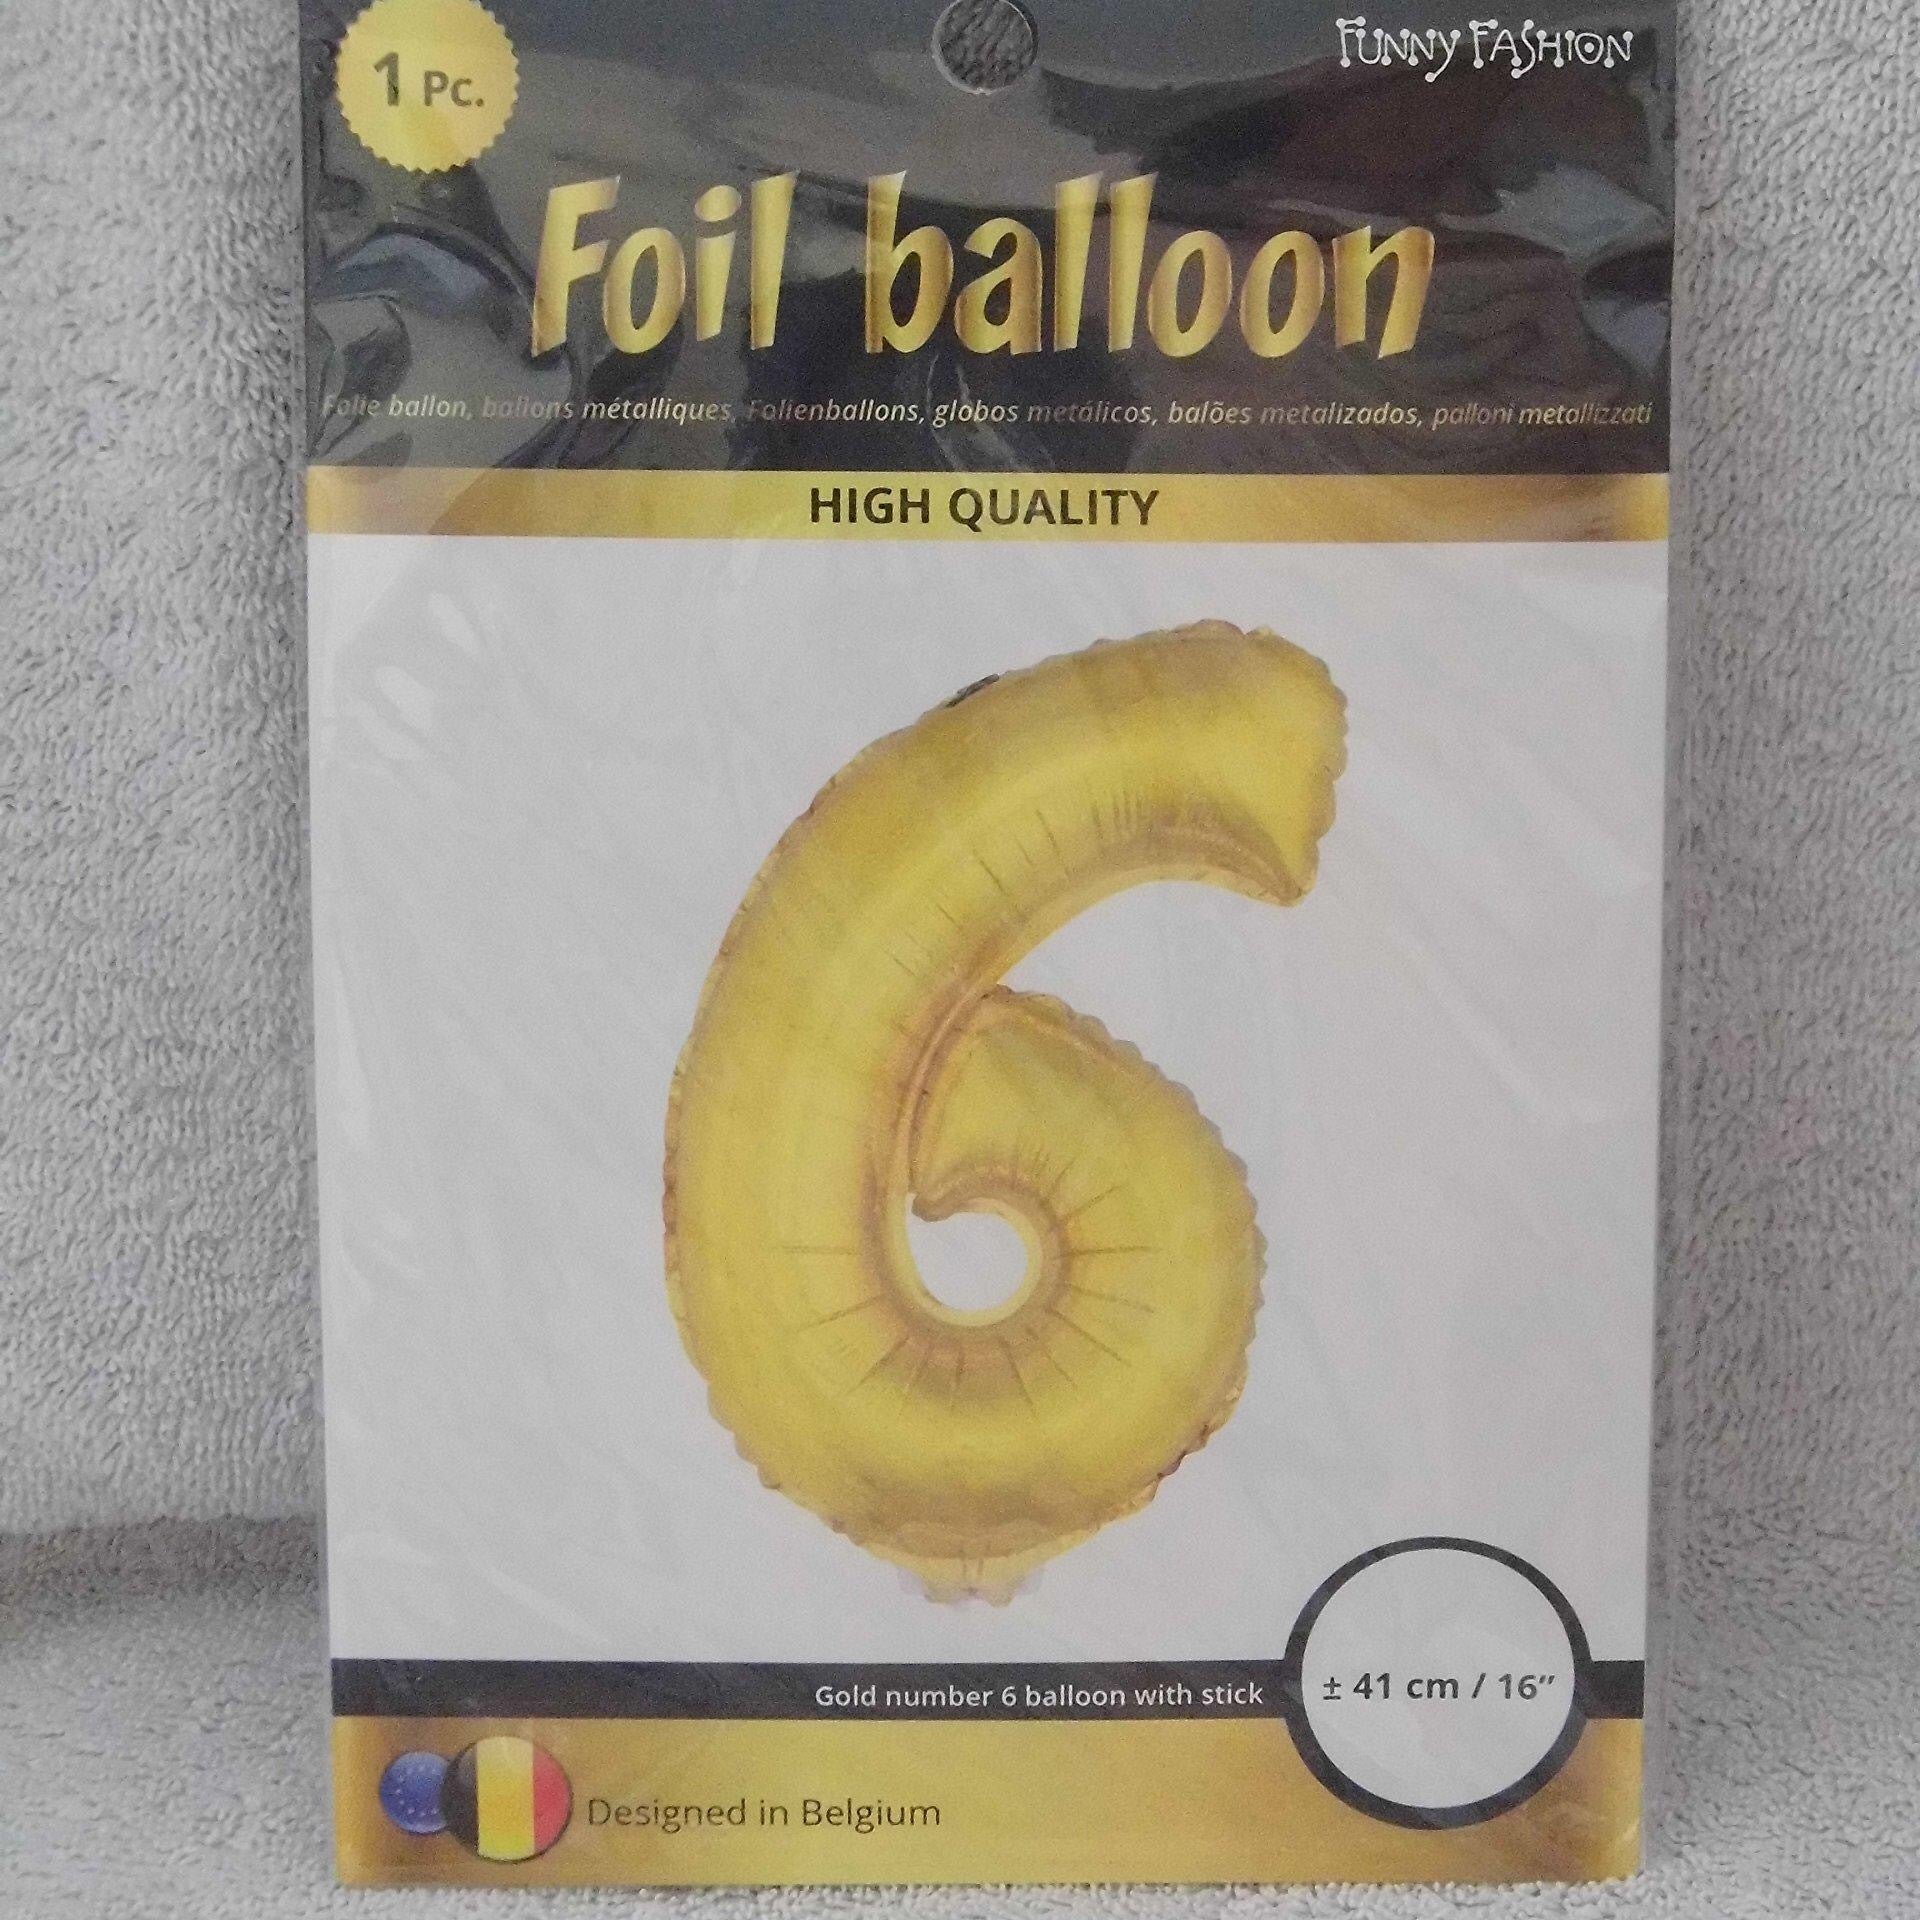 1 Pc.
FUNNY FASHION
Foil balloon
Folie ballon, ballons métalliques, Folienballons, globos metálicos, balões metalizados, palloni metallizzati
HIGH QUALITY
6
Gold number 6 balloon with stick
± 41 cm / 16”
Designed in Belgium